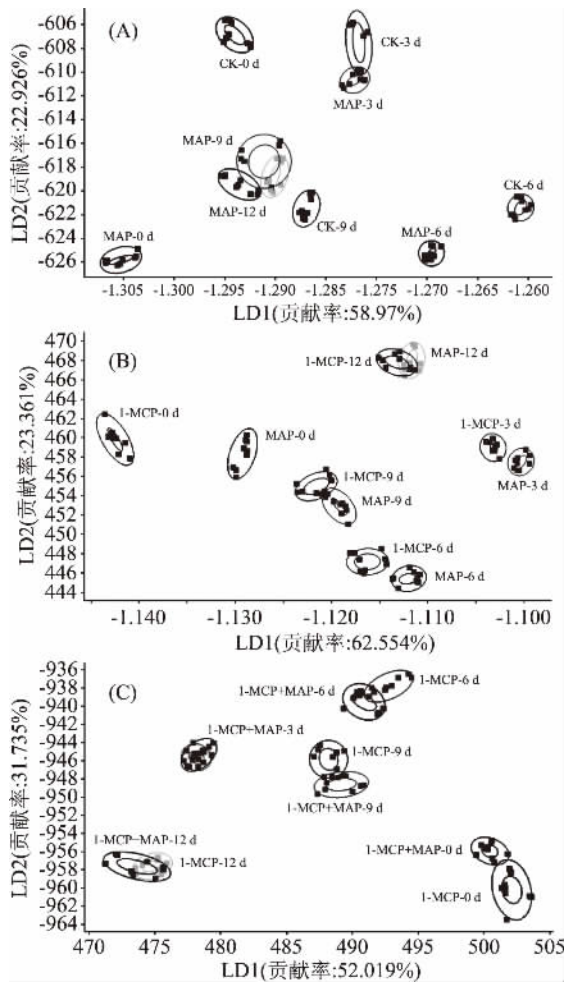 (A)
-606
-608
-610
-611
-614
-616
-618
-620
-622
-624
-626
LD2(贡献率:22.926%)
CK-0 d
CK-3 d
MAP-3 d
MAP-9 d
MAP-12 d
CK-9 d
CK-6 d
MAP-0 d
MAP-6 d
-1.305 -1.300 -1.295 -1.290 -1.285 -1.275 -1.270 -1.265 -1.260
LD1(贡献率:58.97%)
(B)
470
468
466
464
460
459
456
454
452
450
448
446
444
LD2(贡献率:23.361%)
1-MCP-12 d
MAP-12 d
1-MCP-0 d
MAP-0 d
1-MCP-3 d
1-MCP-9 d
MAP-3 d
MAP-9 d
1-MCP-6 d
MAP-6 d
-1.140 -1.130 -1.120 -1.110 -1.100
LD1(贡献率:62.554%)
(C)
-936
-938
-940
-942
-944
-947
-949
-950
-952
-954
-956
-958
-960
-962
-964
LD2(贡献率:31.735%)
1-MCP+MAP-6 d
1-MCP-6 d
1-MCP+MAP-3 d
1-MCP-9 d
1-MCP+MAP-9 d
1-MCP+MAP-12 d
1-MCP-12 d
1-MCP+MAP-0 d
1-MCP-0 d
470 475 480 485 490 495 500 505
LD1(贡献率:52.019%)